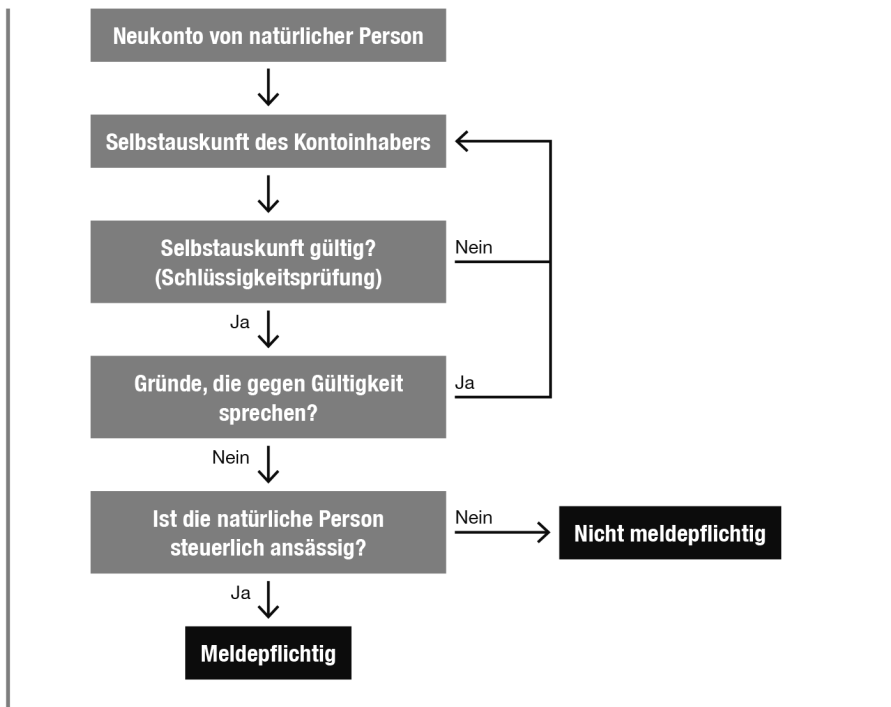 Neukonto von natürlicher Person
Selbstauskunft des Kontoinhabers
Selbstauskunft gültig?
(Schlüssigkeitsprüfung)
Nein
Ja
Gründe, die gegen Gültigkeit
sprechen?
Ja
Nein
Ist die natürliche Person
steuerlich ansässig?
Nein
Nicht meldepflichtig
Ja
Meldepflichtig